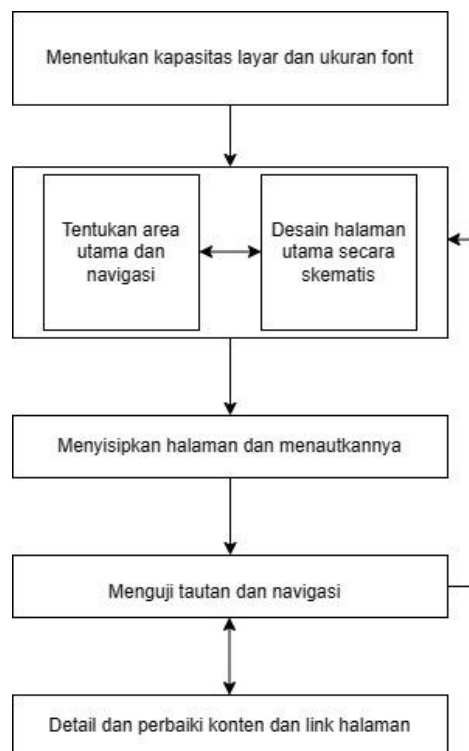 Menentukan kapasitas layar dan ukuran font
Tentukan area
utama dan
navigasi
Desain halaman
utama secara
skematis
Menyisipkan halaman dan menautkannya
Menguji tautan dan navigasi
Detail dan perbaiki konten dan link halaman